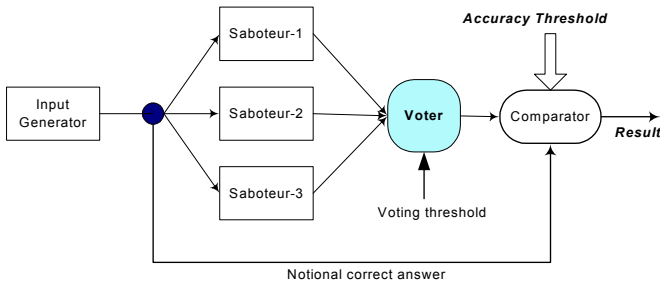 Accuracy Threshold
Saboteur-1
Input
Generator
Saboteur-2
Voter
Comparator
Result
Saboteur-3
Voting threshold
Notional correct answer